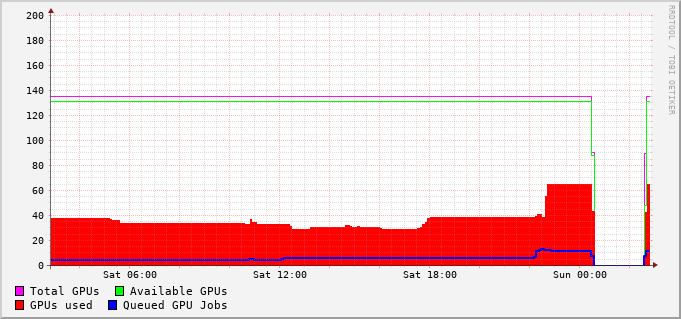 200
180
160
140
120
100
80
60
40
20
0
Sat 06:00 Sat 12:00 Sat 18:00 Sun 00:00
Total GPUs Available GPUs
GPUs used Queued GPU Jobs
RRDTOOL / TOBI OETIKER